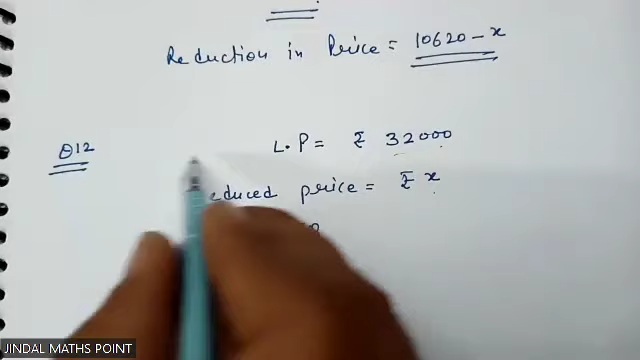 Reduction in Price = 10620 - x
Q12
L.P = ₹ 32000
educed price = ₹ x
JINDAL MATHS POINT